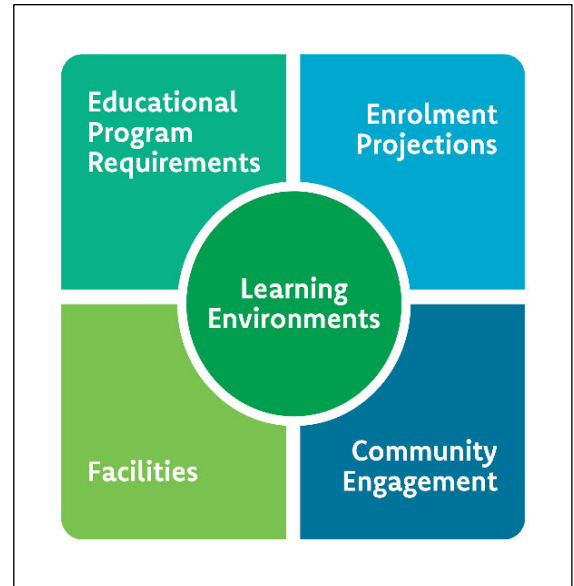 Educational
Program
Requirements
Enrolment
Projections
Learning
Environments
Facilities
Community
Engagement